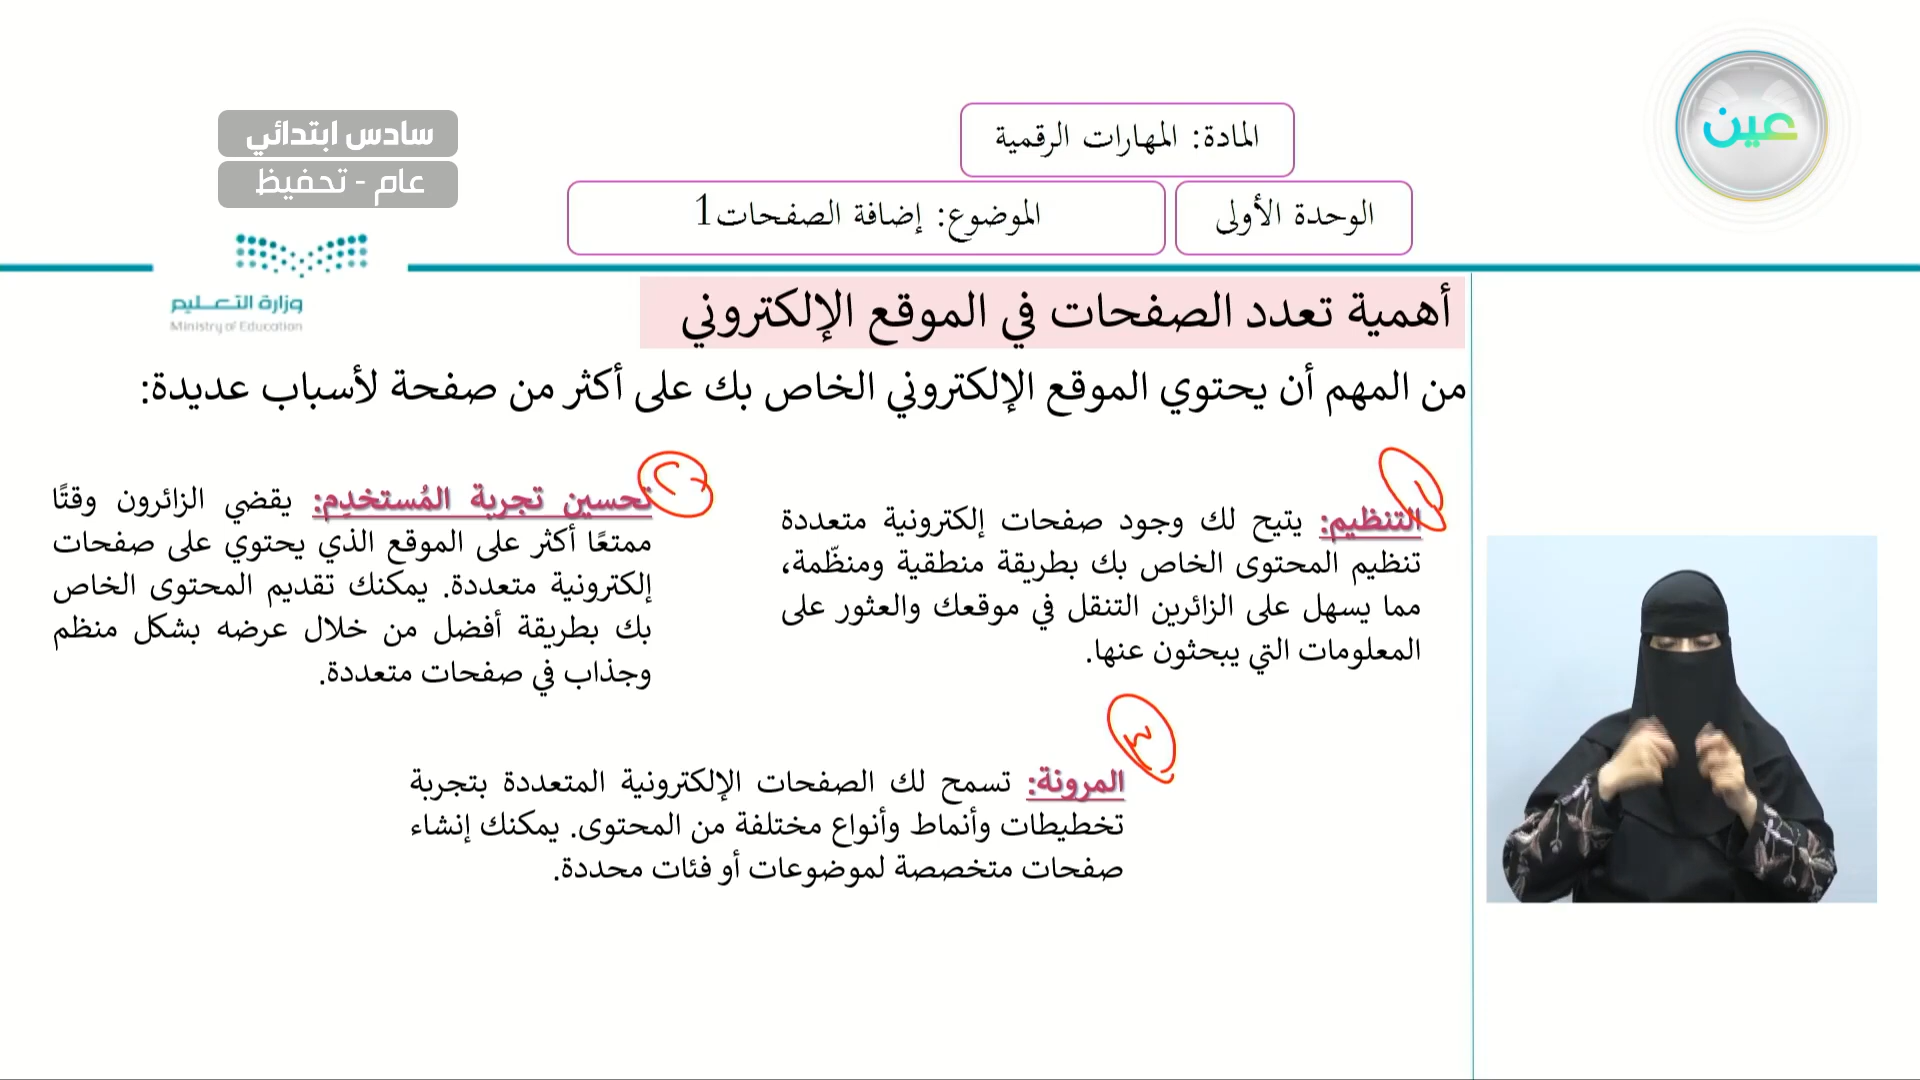 عين
المادة: المهارات الرقمية
سادس ابتدائي
عام - تحفيظ
الوحدة الأولى
الموضوع: إضافة الصفحات1
وزارة التعليم
Ministry of Education
أهمية تعدد الصفحات في الموقع الإلكتروني
من المهم أن يحتوي الموقع الإلكتروني الخاص بك على أكثر من صفحة لأسباب عديدة:
١
التنظيم: يتيح لك وجود صفحات إلكترونية متعددة
تنظيم المحتوى الخاص بك بطريقة منطقية ومنظّمة،
مما يسهل على الزائرين التنقل في موقعك والعثور على
المعلومات التي يبحثون عنها.
٢
تحسين تجربة المُستخدِم: يقضي الزائرون وقتًا
ممتعًا أكثر على الموقع الذي يحتوي على صفحات
إلكترونية متعددة. يمكنك تقديم المحتوى الخاص
بك بطريقة أفضل من خلال عرضه بشكل منظم
وجذاب في صفحات متعددة.
٣
المرونة: تسمح لك الصفحات الإلكترونية المتعددة بتجربة
تخطيطات وأنماط وأنواع مختلفة من المحتوى. يمكنك إنشاء
صفحات متخصصة لموضوعات أو فئات محددة.